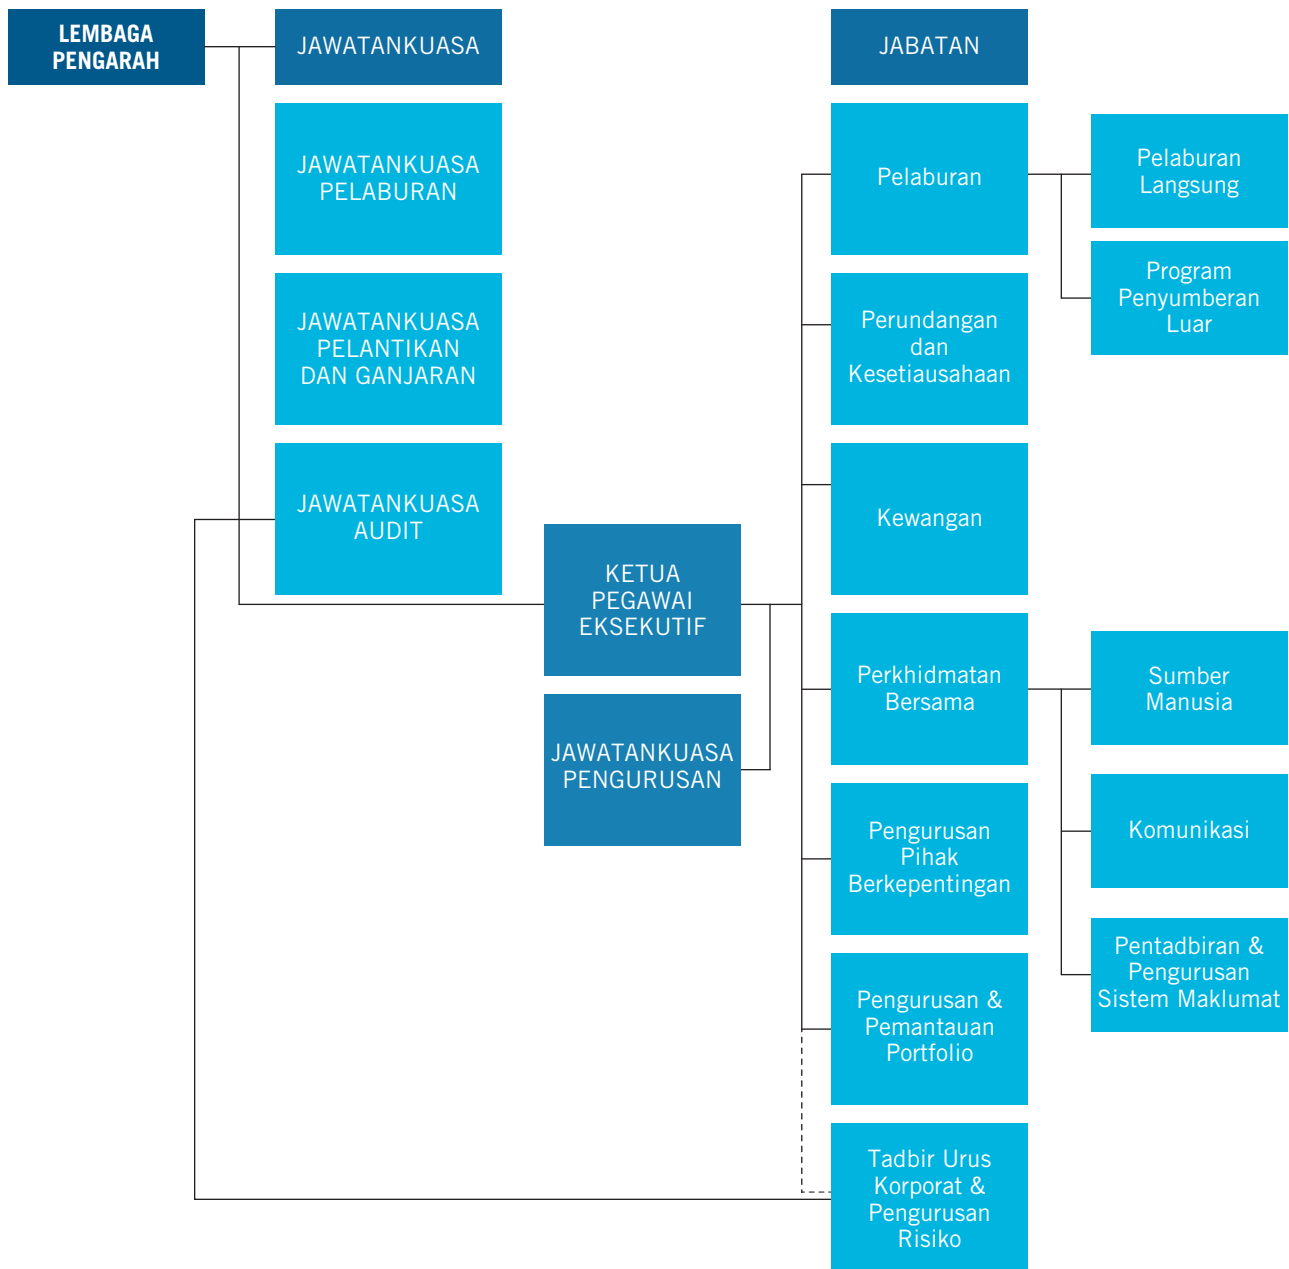 LEMBAGA
PENGARAH
JAWATANKUASA
JAWATANKUASA
PELABURAN
JAWATANKUASA
PELANTIKAN
DAN GANJARAN
JAWATANKUASA
AUDIT
KETUA
PEGAWAI
EKSEKUTIF
JAWATANKUASA
PENGURUSAN
JABATAN
Pelaburan
Perundangan
dan
Kesetiausahaan
Kewangan
Perkhidmatan
Bersama
Pengurusan
Pihak
Berkepentingan
Pengurusan &
Pemantauan
Portfolio
Tadbir Urus
Korporat &
Pengurusan
Risiko
Pelaburan
Langsung
Program
Penyumberan
Luar
Sumber
Manusia
Komunikasi
Pentadbiran &
Pengurusan
Sistem Maklumat